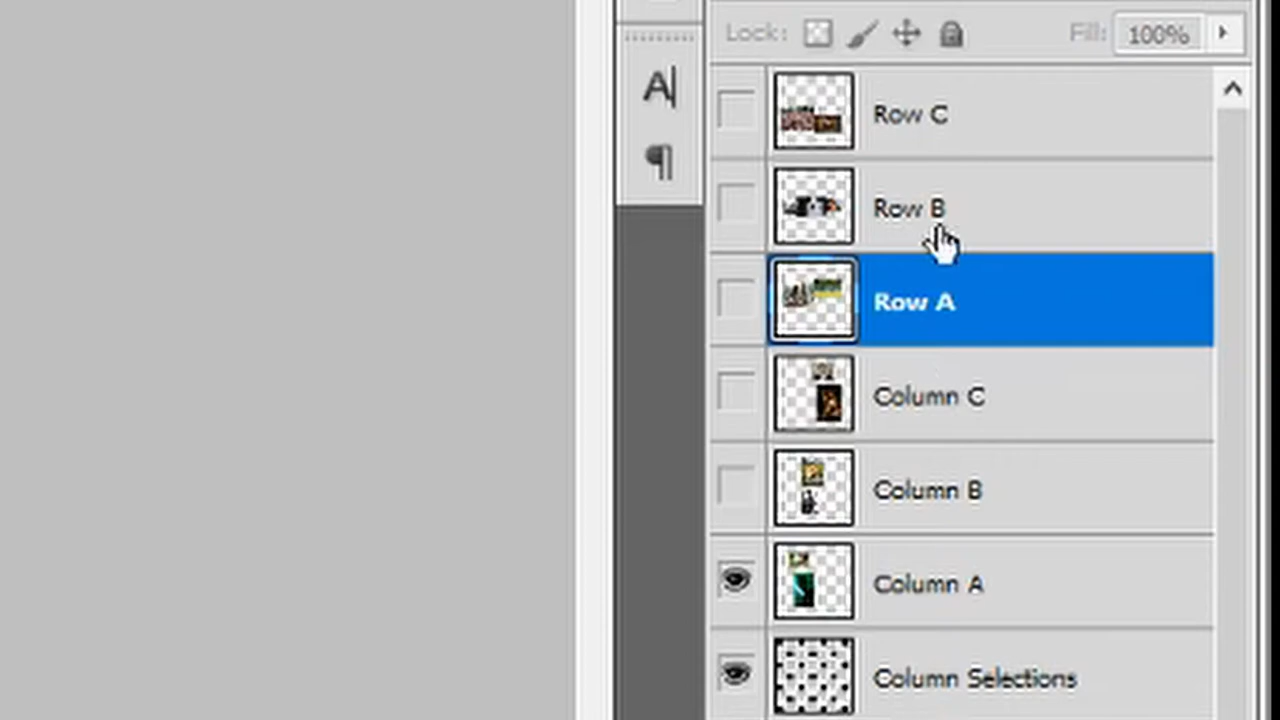 Lock: Fill: 100%
A
¶
Row C
Row B
Row A
Column C
Column B
Column A
Column Selections